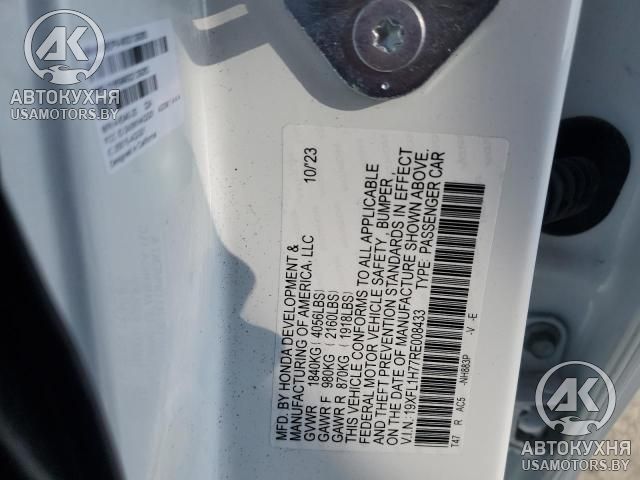 AK
АВТОКУХНЯ
USAMOTORS.BY
MFD. BY HONDA DEVELOPMENT &
MANUFACTURING OF AMERICA, LLC 10/23
GVWR 1840KG ( 4056LBS)
GAWR F 980KG ( 2160LBS)
GAWR R 870KG ( 1918LBS)
THIS VEHICLE CONFORMS TO ALL APPLICABLE
FEDERAL MOTOR VEHICLE SAFETY, BUMPER,
AND THEFT PREVENTION STANDARDS IN EFFECT
ON THE DATE OF MANUFACTURE SHOWN ABOVE.
V.I.N.: 19XFL1H77RE008433 TYPE: PASSENGER CAR
T47 R AC5 -NH883P -V -E
AK
АВТОКУХНЯ
USAMOTORS.BY